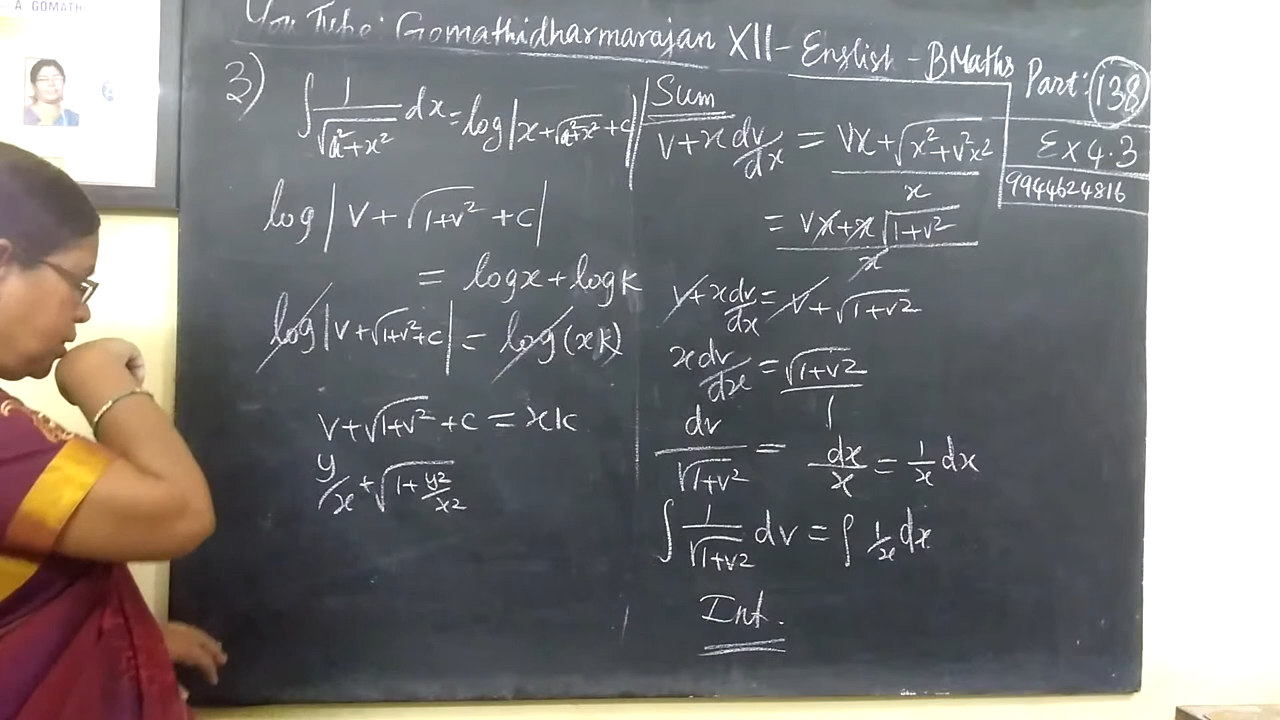 A GOMATHI
You Tube: Gomathidharmarajan XII - English - B Maths Part: 138
Ex 4.3
9944624816
3) ∫ 1/√(a²+x²) dx = log|x+√(a²+x²)+c|
log|v+√(1+v²)+c|
= logx + logk
log|v+√(1+v²)+c| = log(xk)
v+√(1+v²)+c = xk
y/x + √(1+y²/x²)
Sum
v+x dv/dx = (vx+√(x²+v²x²))/x
= (vx+x√(1+v²))/x
v+x dv/dx = v+√(1+v²)
x dv/dx = √(1+v²)/1
dv/√(1+v²) = dx/x = 1/x dx
∫ 1/√(1+v²) dv = ∫ 1/x dx
Int.